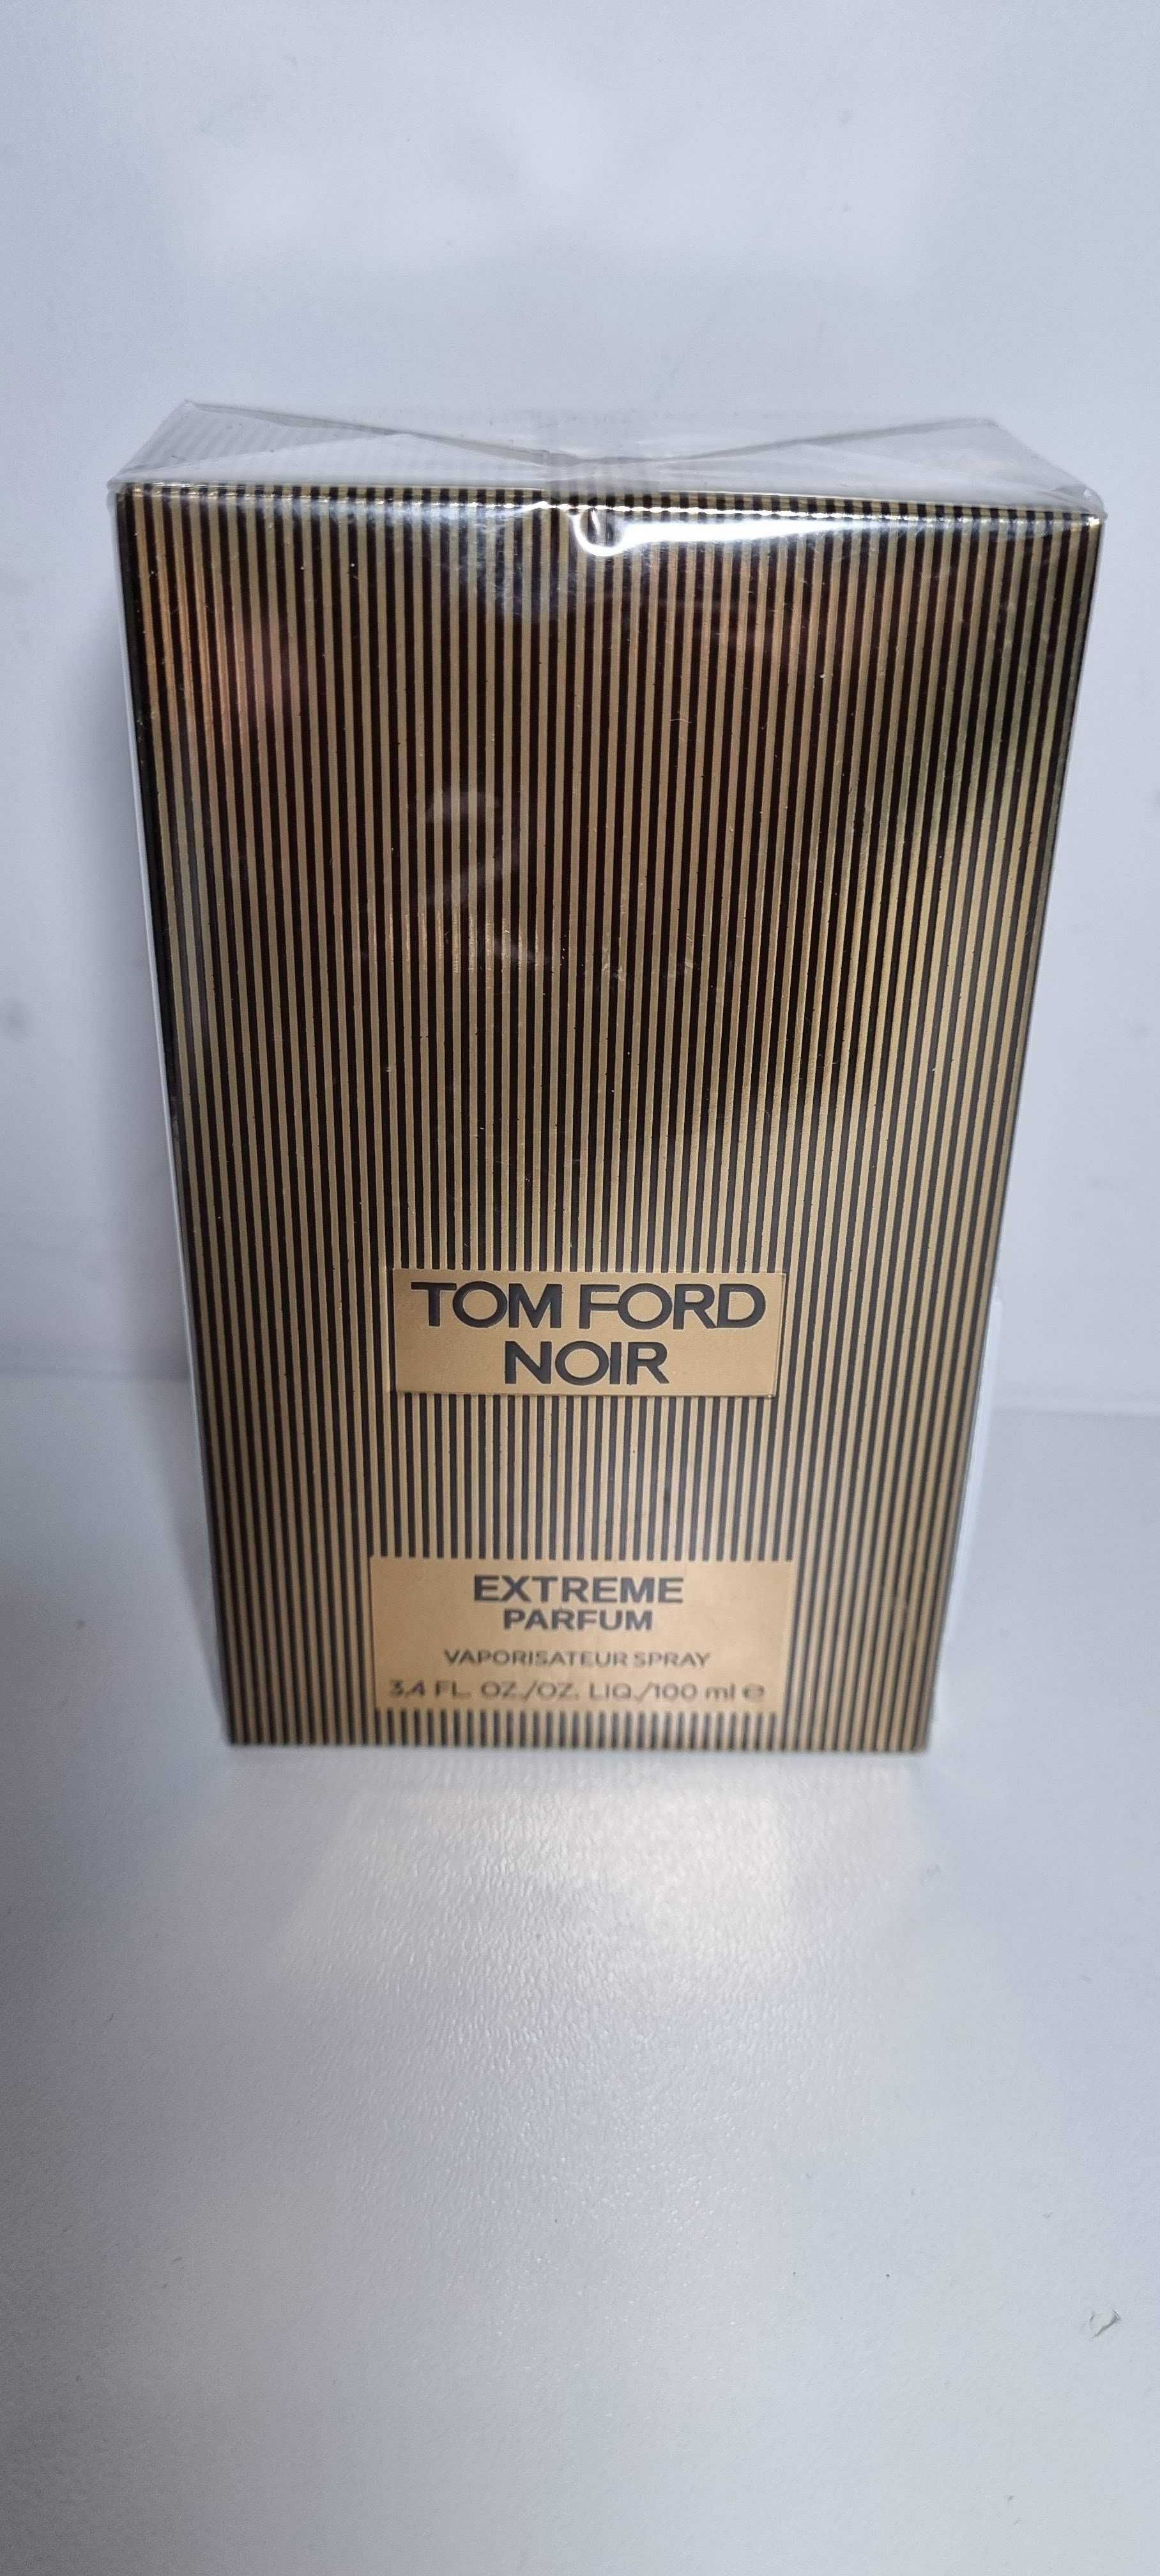 TOM FORD
NOIR
EXTREME
PARFUM
VAPORISATEUR SPRAY
3.4 FL. OZ./OZ. LIQ./100 ml ℮